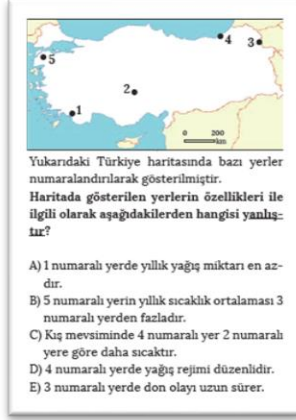 4
3
5
2
1
0 200
km
Yukarıdaki Türkiye haritasında bazı yerler
numaralandırılarak gösterilmiştir.
Haritada gösterilen yerlerin özellikleri ile
ilgili olarak aşağıdakilerden hangisi yanlış-
tır?
A) 1 numaralı yerde yıllık yağış miktarı en az-
dır.
B) 5 numaralı yerin yıllık sıcaklık ortalaması 3
numaralı yerden fazladır.
C) Kış mevsiminde 4 numaralı yer 2 numaralı
yere göre daha sıcaktır.
D) 4 numaralı yerde yağış rejimi düzenlidir.
E) 3 numaralı yerde don olayı uzun sürer.